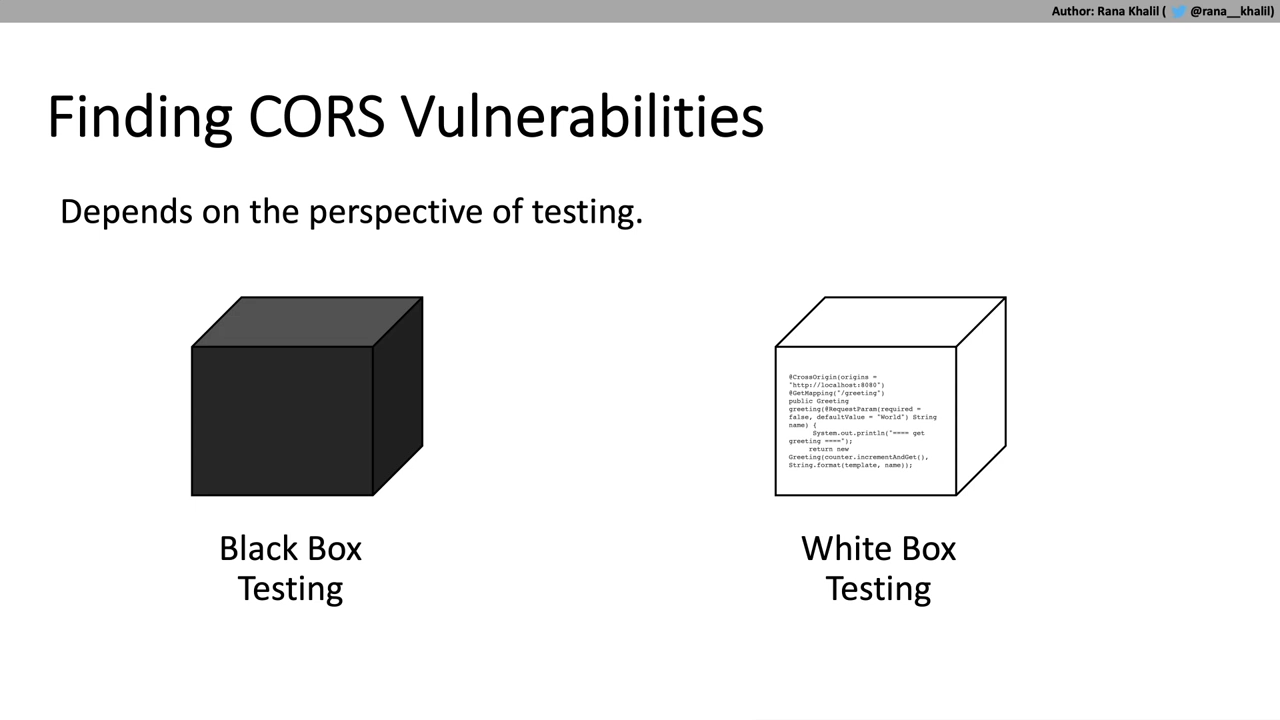 Author: Rana Khalil ( @rana__khalil)
Finding CORS Vulnerabilities
Depends on the perspective of testing.
@CrossOrigin(origins =
"http://localhost:8080")
@GetMapping("/greeting")
public Greeting
greeting(@RequestParam(required =
false, defaultValue = "World") String
name) {
System.out.println("==== get
greeting ====");
return new
Greeting(counter.incrementAndGet(),
String.format(template, name));
Black Box
Testing
White Box
Testing